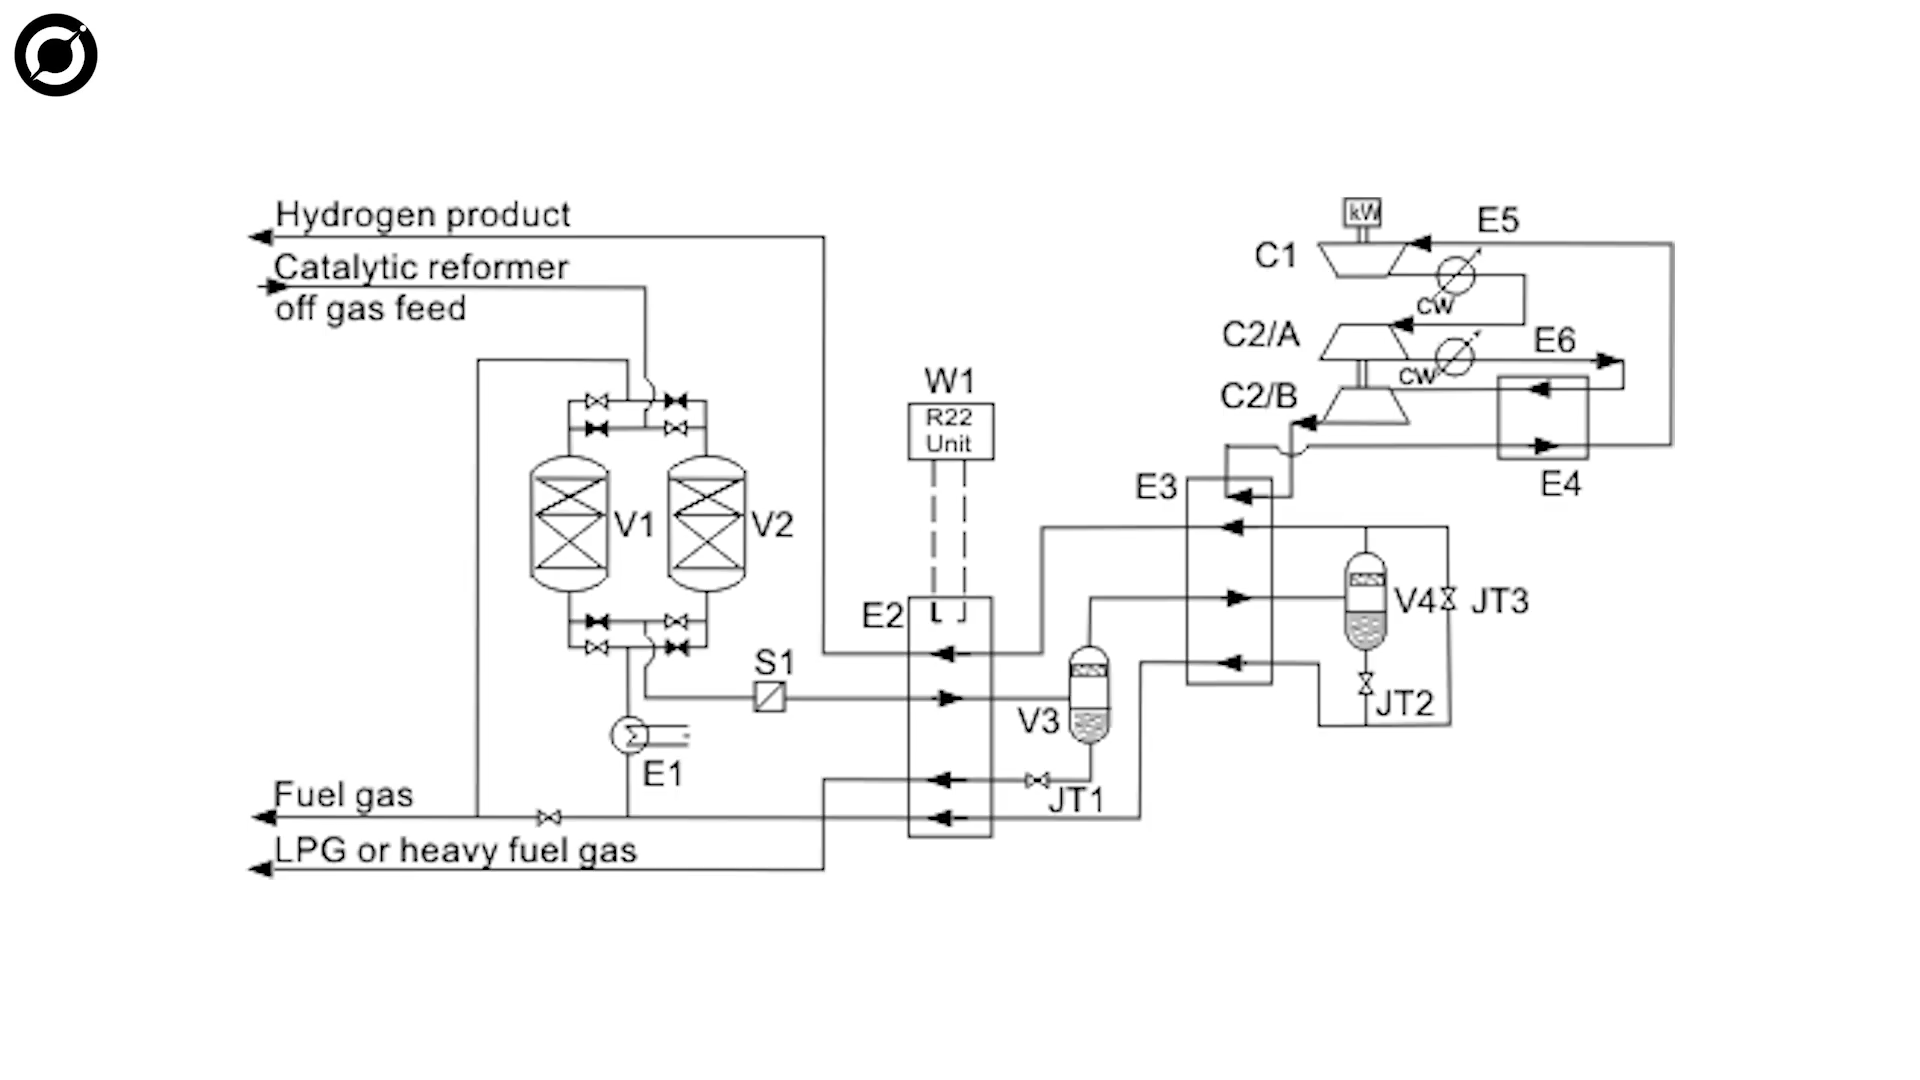 Hydrogen product
Catalytic reformer
off gas feed
kW
E5
C1
CW
C2/A
E6
CW
C2/B
E4
W1
R22
Unit
E3
V1
V2
E2
V4
JT3
S1
JT2
V3
E1
JT1
Fuel gas
LPG or heavy fuel gas